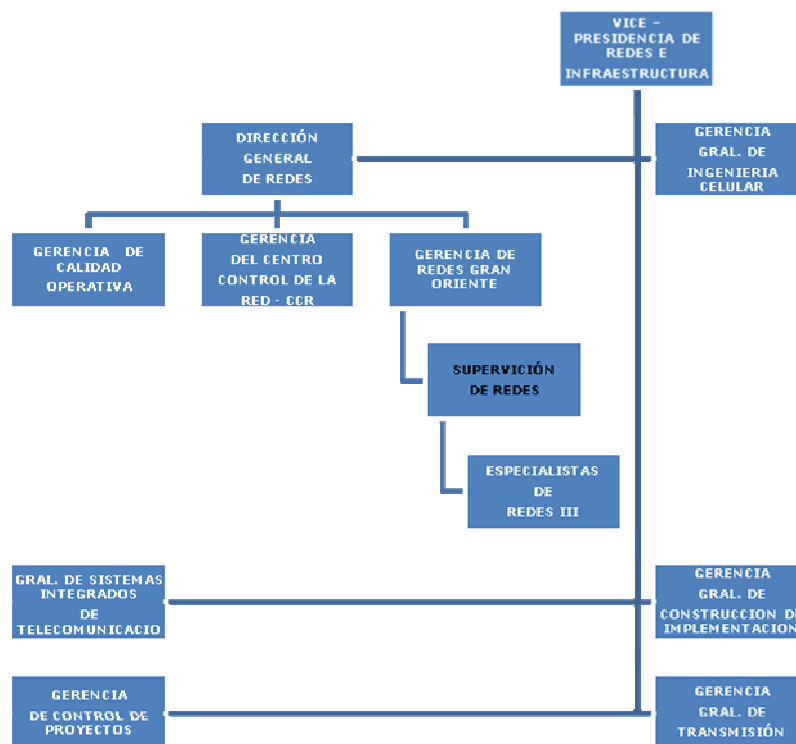 VICE –
PRESIDENCIA DE
REDES E
INFRAESTRUCTURA
DIRECCIÓN
GENERAL
DE REDES
GERENCIA
GRAL. DE
INGENIERIA
CELULAR
GERENCIA DE
CALIDAD
OPERATIVA
GERENCIA
DEL CENTRO
CONTROL DE LA
RED - CCR
GERENCIA DE
REDES GRAN
ORIENTE
SUPERVICIÓN
DE REDES
ESPECIALISTAS
DE
REDES III
GRAL. DE SISTEMAS
INTEGRADOS
DE
TELECOMUNICACIO
GERENCIA
GRAL. DE
CONSTRUCCION DE
IMPLEMENTACION
GERENCIA
DE CONTROL DE
PROYECTOS
GERENCIA
GRAL. DE
TRANSMISIÓN